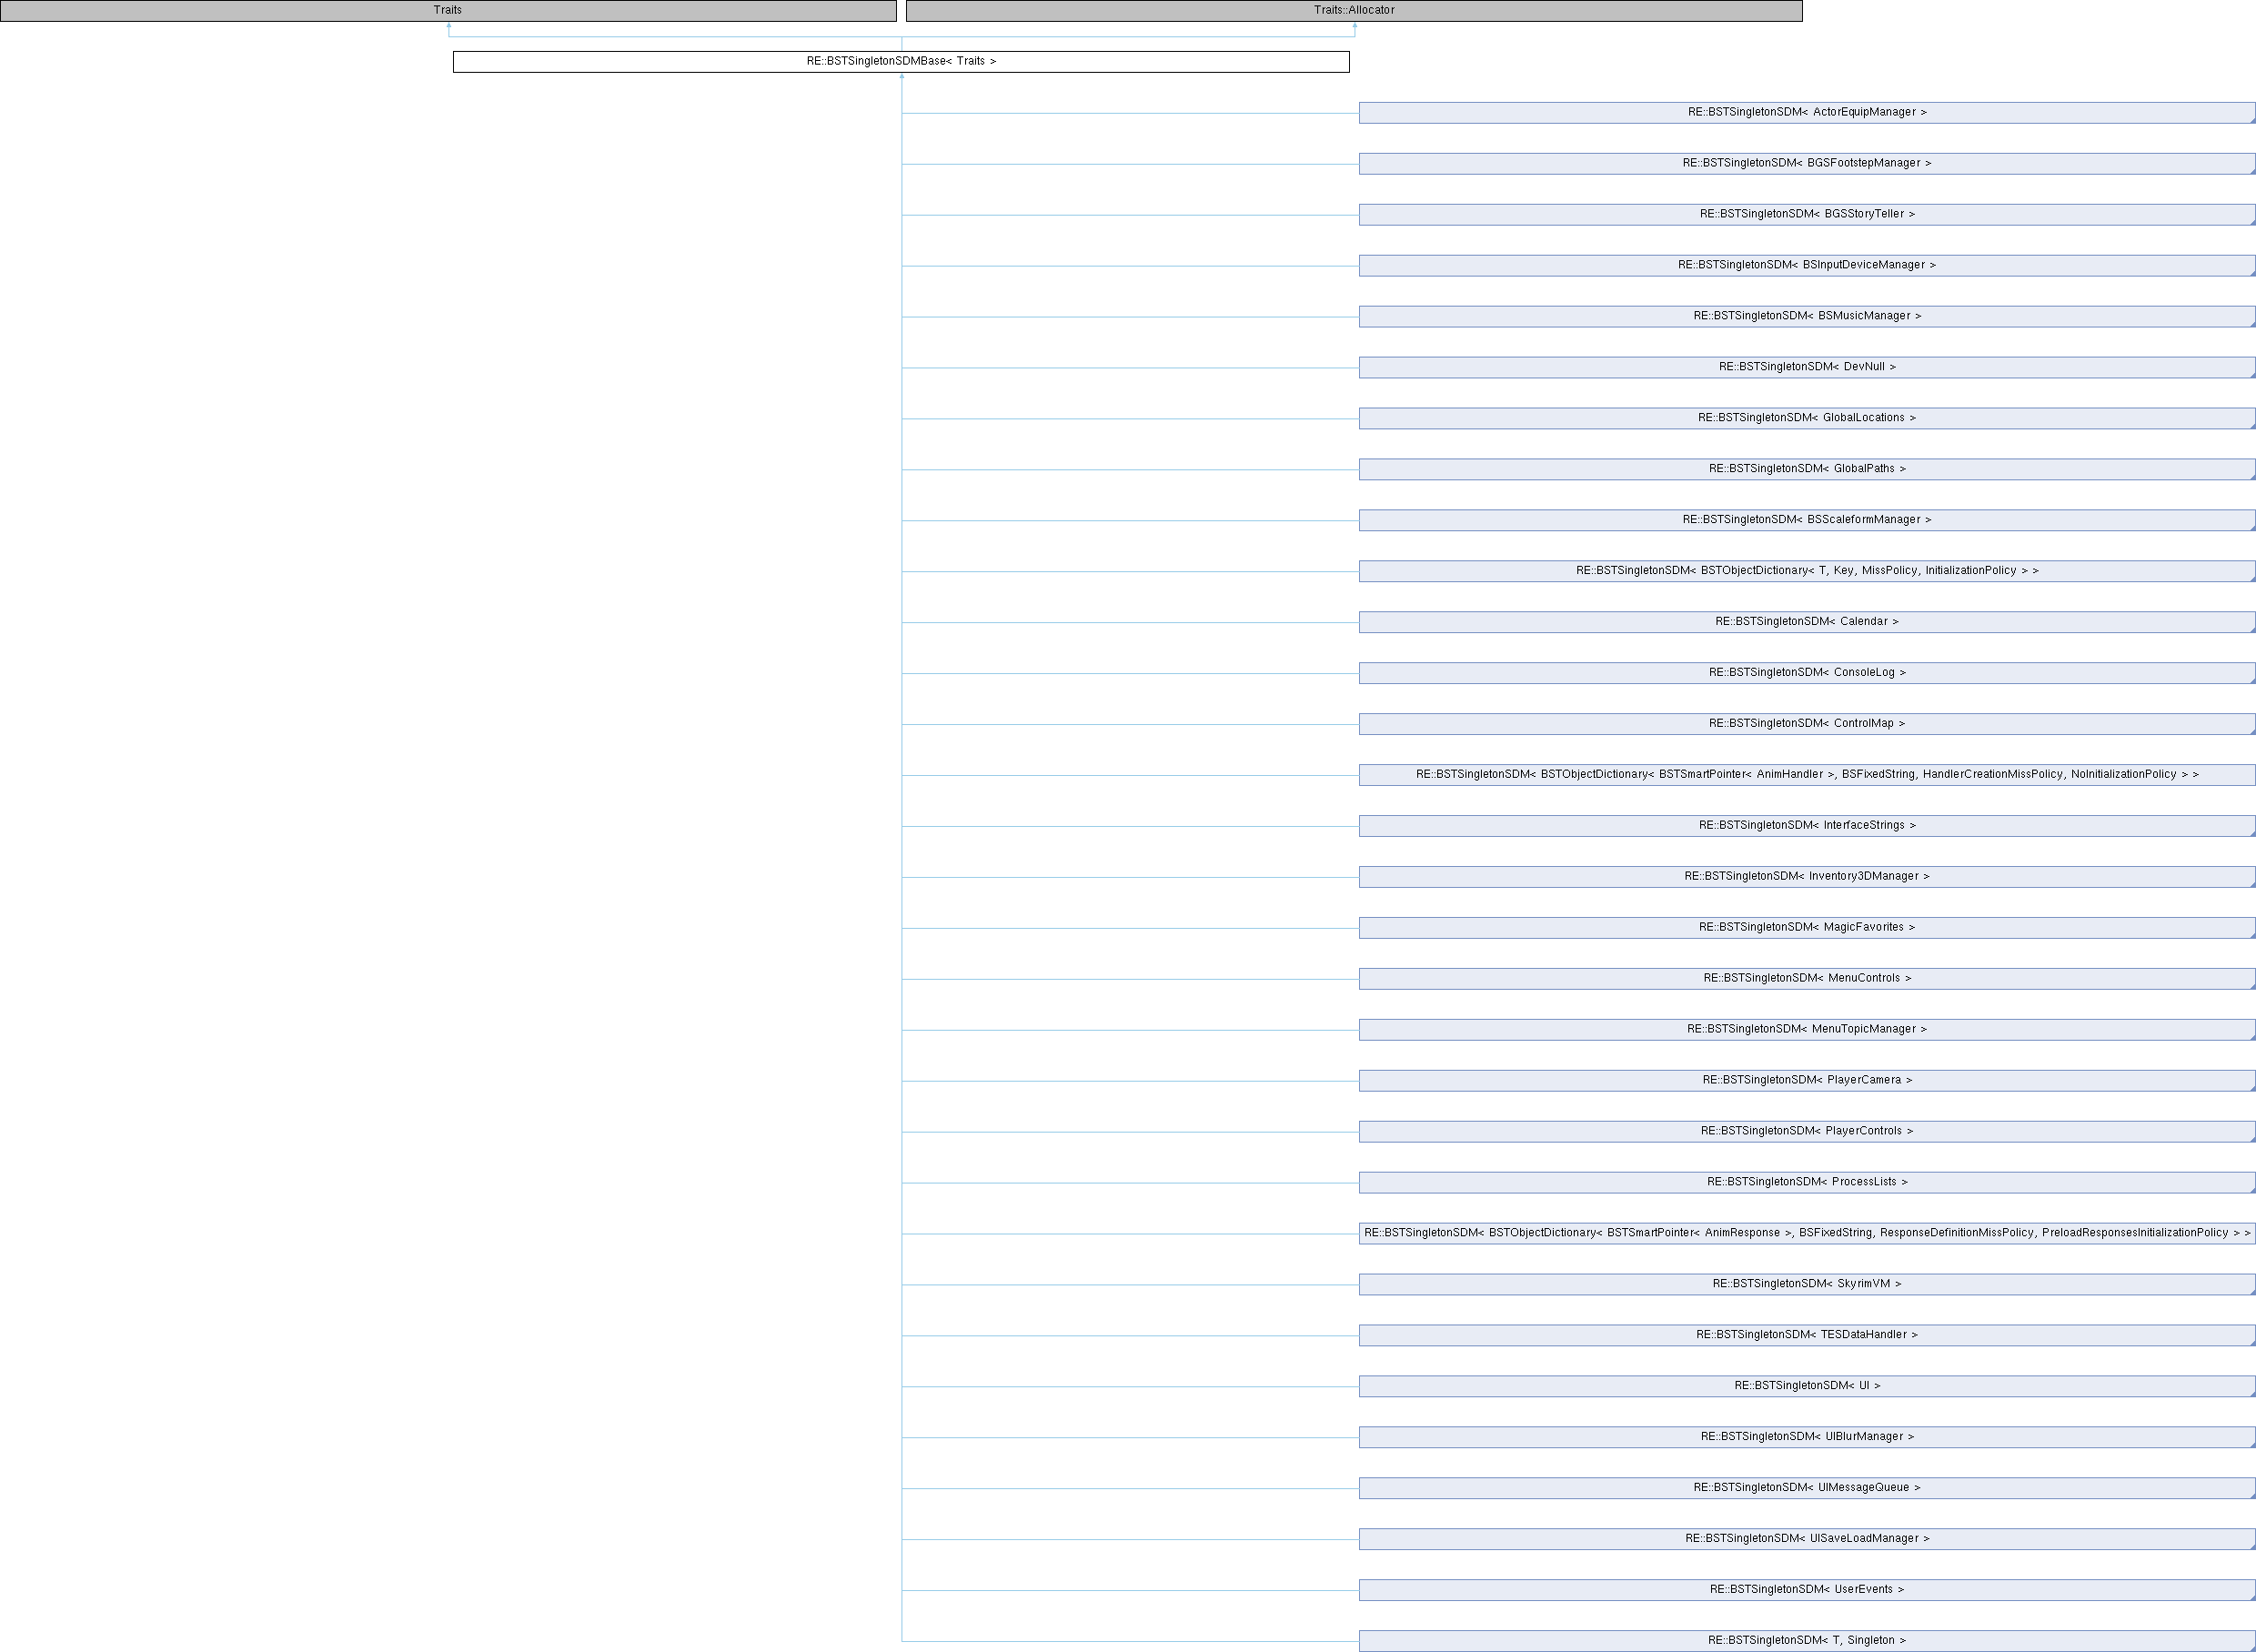 Traits
Traits::Allocator
RE::BSTSingletonSDMBase< Traits >
RE::BSTSingletonSDM< ActorEquipManager >
RE::BSTSingletonSDM< BGSFootstepManager >
RE::BSTSingletonSDM< BGSStoryTeller >
RE::BSTSingletonSDM< BSInputDeviceManager >
RE::BSTSingletonSDM< BSMusicManager >
RE::BSTSingletonSDM< DevNull >
RE::BSTSingletonSDM< GlobalLocations >
RE::BSTSingletonSDM< GlobalPaths >
RE::BSTSingletonSDM< BSScaleformManager >
RE::BSTSingletonSDM< BSTObjectDictionary< T, Key, MissPolicy, InitializationPolicy > >
RE::BSTSingletonSDM< Calendar >
RE::BSTSingletonSDM< ConsoleLog >
RE::BSTSingletonSDM< ControlMap >
RE::BSTSingletonSDM< BSTObjectDictionary< BSTSmartPointer< AnimHandler >, BSFixedString, HandlerCreationMissPolicy, NoInitializationPolicy > >
RE::BSTSingletonSDM< InterfaceStrings >
RE::BSTSingletonSDM< Inventory3DManager >
RE::BSTSingletonSDM< MagicFavorites >
RE::BSTSingletonSDM< MenuControls >
RE::BSTSingletonSDM< MenuTopicManager >
RE::BSTSingletonSDM< PlayerCamera >
RE::BSTSingletonSDM< PlayerControls >
RE::BSTSingletonSDM< ProcessLists >
RE::BSTSingletonSDM< BSTObjectDictionary< BSTSmartPointer< AnimResponse >, BSFixedString, ResponseDefinitionMissPolicy, PreloadResponsesInitializationPolicy > >
RE::BSTSingletonSDM< SkyrimVM >
RE::BSTSingletonSDM< TESDataHandler >
RE::BSTSingletonSDM< UI >
RE::BSTSingletonSDM< UIBlurManager >
RE::BSTSingletonSDM< UIMessageQueue >
RE::BSTSingletonSDM< UISaveLoadManager >
RE::BSTSingletonSDM< UserEvents >
RE::BSTSingletonSDM< T, Singleton >